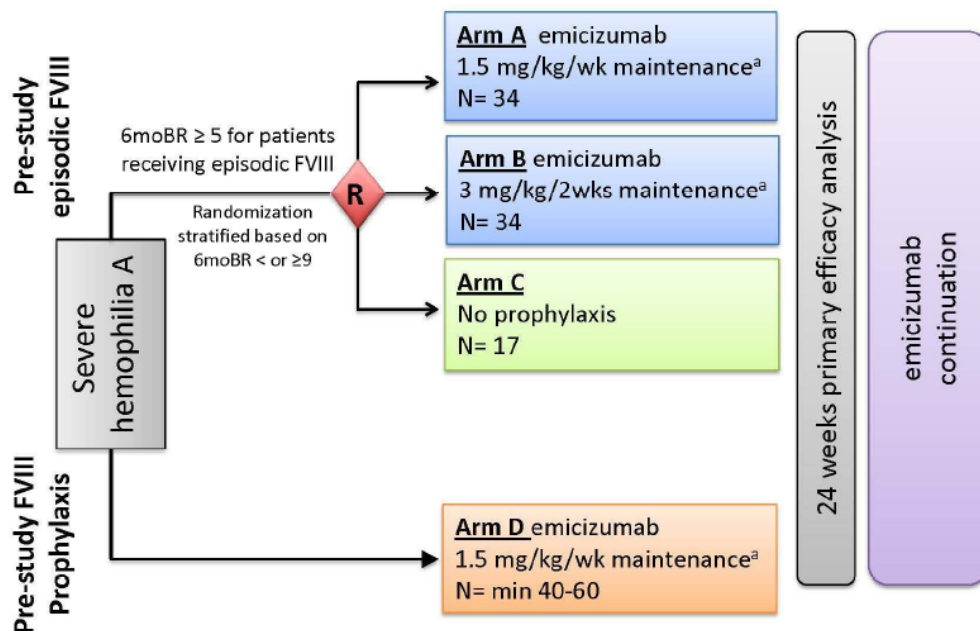 Pre-study
episodic FVIII
6moBR ≥ 5 for patients
receiving episodic FVIII
R
Randomization
stratified based on
6moBR < or ≥9
Severe
hemophilia A
Pre-study FVIII
Prophylaxis
Arm A emicizumab
1.5 mg/kg/wk maintenanceᵃ
N= 34
Arm B emicizumab
3 mg/kg/2wks maintenanceᵃ
N= 34
Arm C
No prophylaxis
N= 17
Arm D emicizumab
1.5 mg/kg/wk maintenanceᵃ
N= min 40-60
24 weeks primary efficacy analysis
emicizumab
continuation